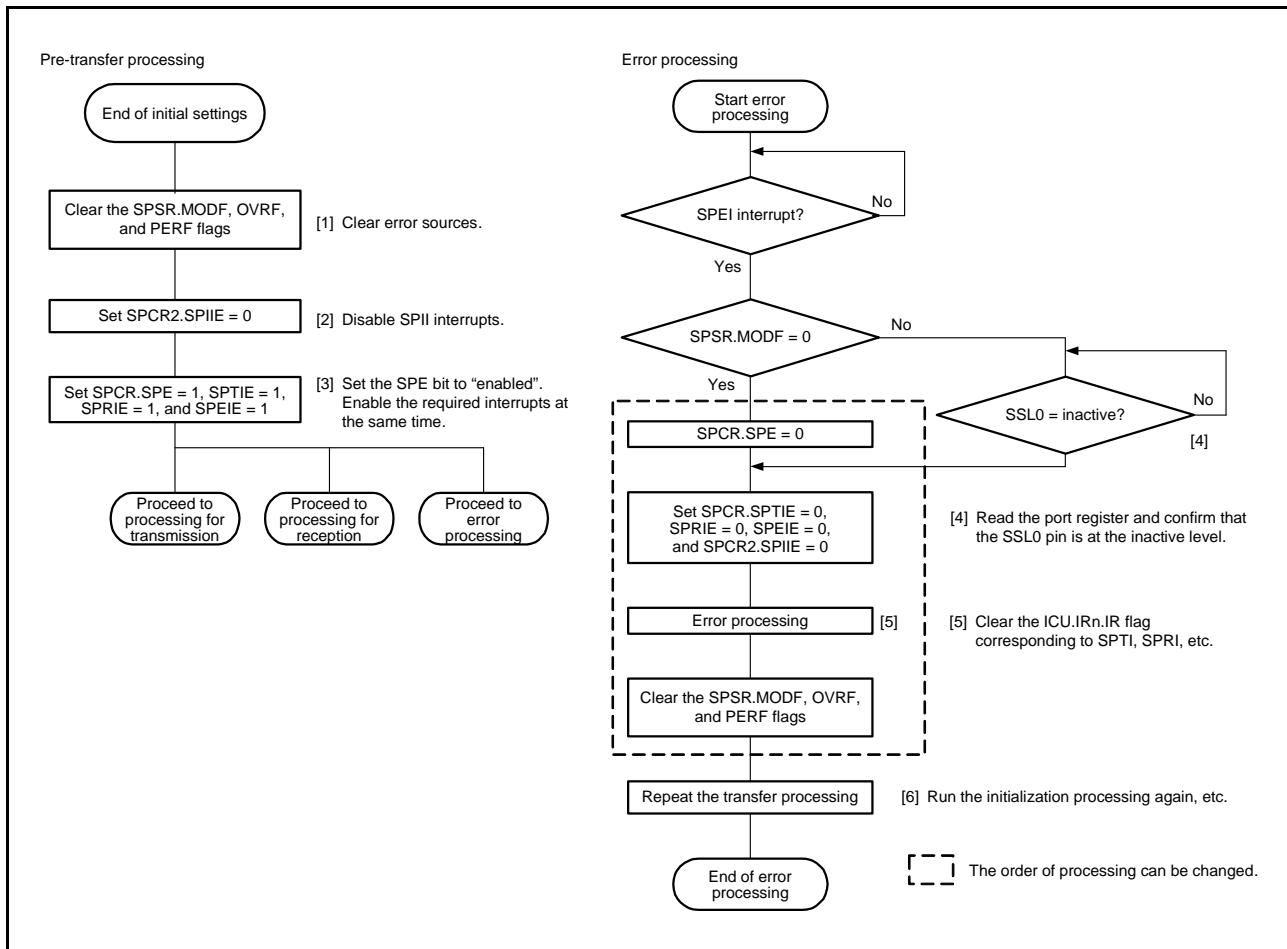 Pre-transfer processing
End of initial settings
Clear the SPSR.MODF, OVRF,
and PERF flags
[1] Clear error sources.
Set SPCR2.SPIIE = 0
[2] Disable SPII interrupts.
Set SPCR.SPE = 1, SPTIE = 1,
SPRIE = 1, and SPEIE = 1
[3] Set the SPE bit to “enabled”.
Enable the required interrupts at
the same time.
Proceed to
processing for
transmission
Proceed to
processing for
reception
Proceed to
error
processing
Error processing
Start error
processing
SPEI interrupt?
No
Yes
SPSR.MODF = 0
No
Yes
SSL0 = inactive?
No
[4]
SPCR.SPE = 0
Set SPCR.SPTIE = 0,
SPRIE = 0, SPEIE = 0,
and SPCR2.SPIIE = 0
[4] Read the port register and confirm that
the SSL0 pin is at the inactive level.
Error processing
[5]
[5] Clear the ICU.IRn.IR flag
corresponding to SPTI, SPRI, etc.
Clear the SPSR.MODF, OVRF,
and PERF flags
Repeat the transfer processing
[6] Run the initialization processing again, etc.
End of error
processing
The order of processing can be changed.